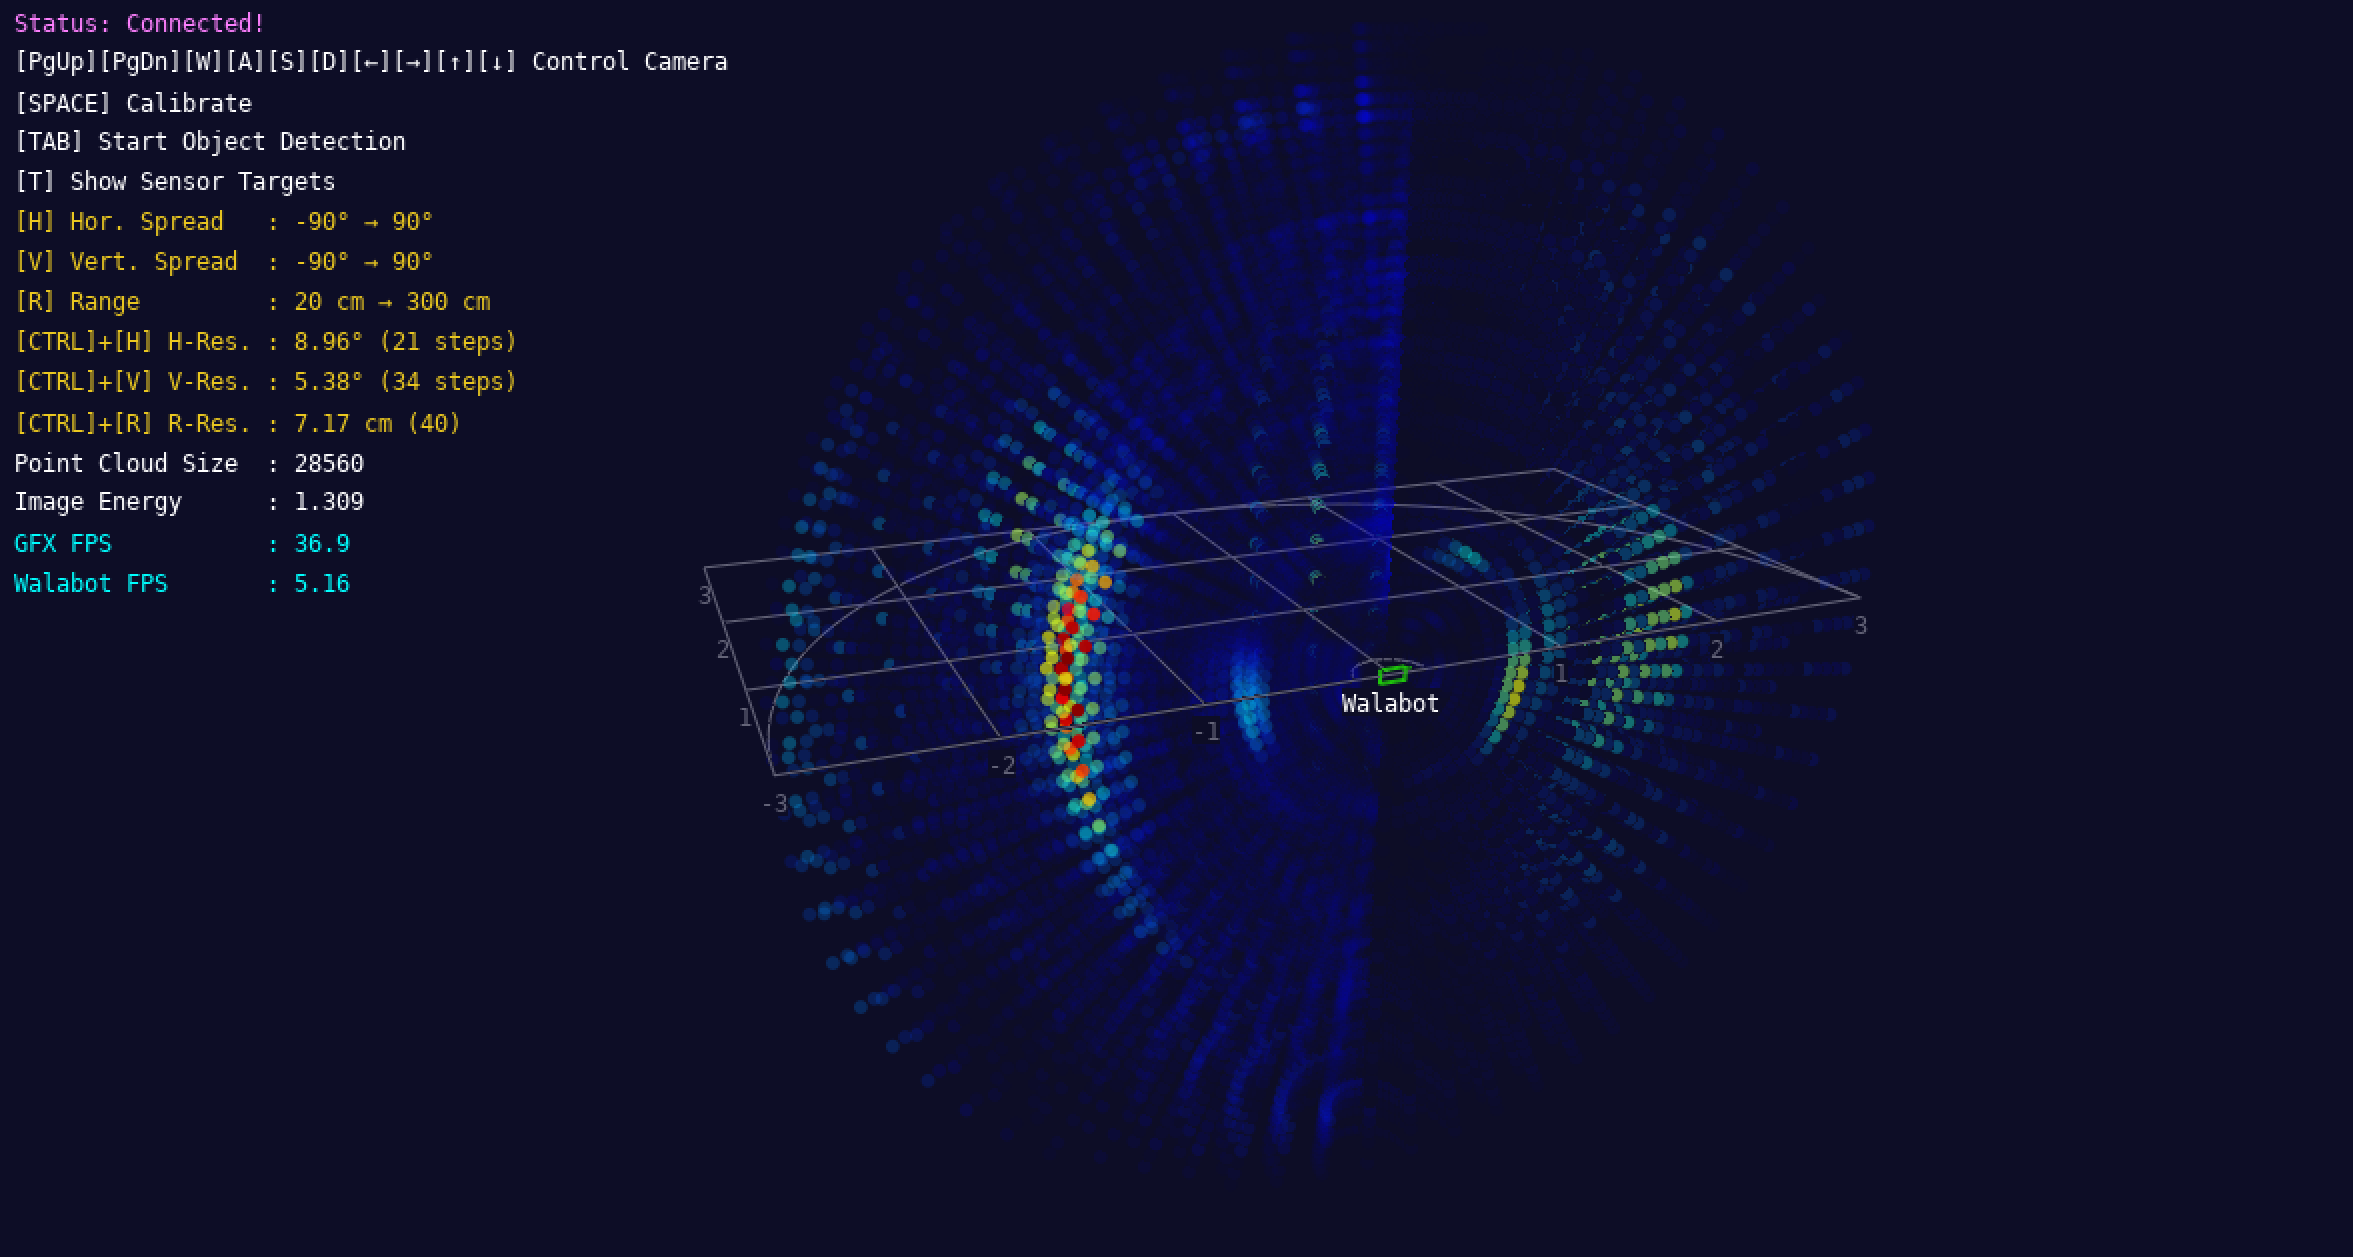 Status: Connected!
[PgUp][PgDn][W][A][S][D][←][→][↑][↓] Control Camera
[SPACE] Calibrate
[TAB] Start Object Detection
[T] Show Sensor Targets
[H] Hor. Spread   : -90° → 90°
[V] Vert. Spread  : -90° → 90°
[R] Range         : 20 cm → 300 cm
[CTRL]+[H] H-Res. : 8.96° (21 steps)
[CTRL]+[V] V-Res. : 5.38° (34 steps)
[CTRL]+[R] R-Res. : 7.17 cm (40)
Point Cloud Size  : 28560
Image Energy      : 1.309
GFX FPS           : 36.9
Walabot FPS       : 5.16
3
2
1
-3
-2
-1
Walabot
1
2
3